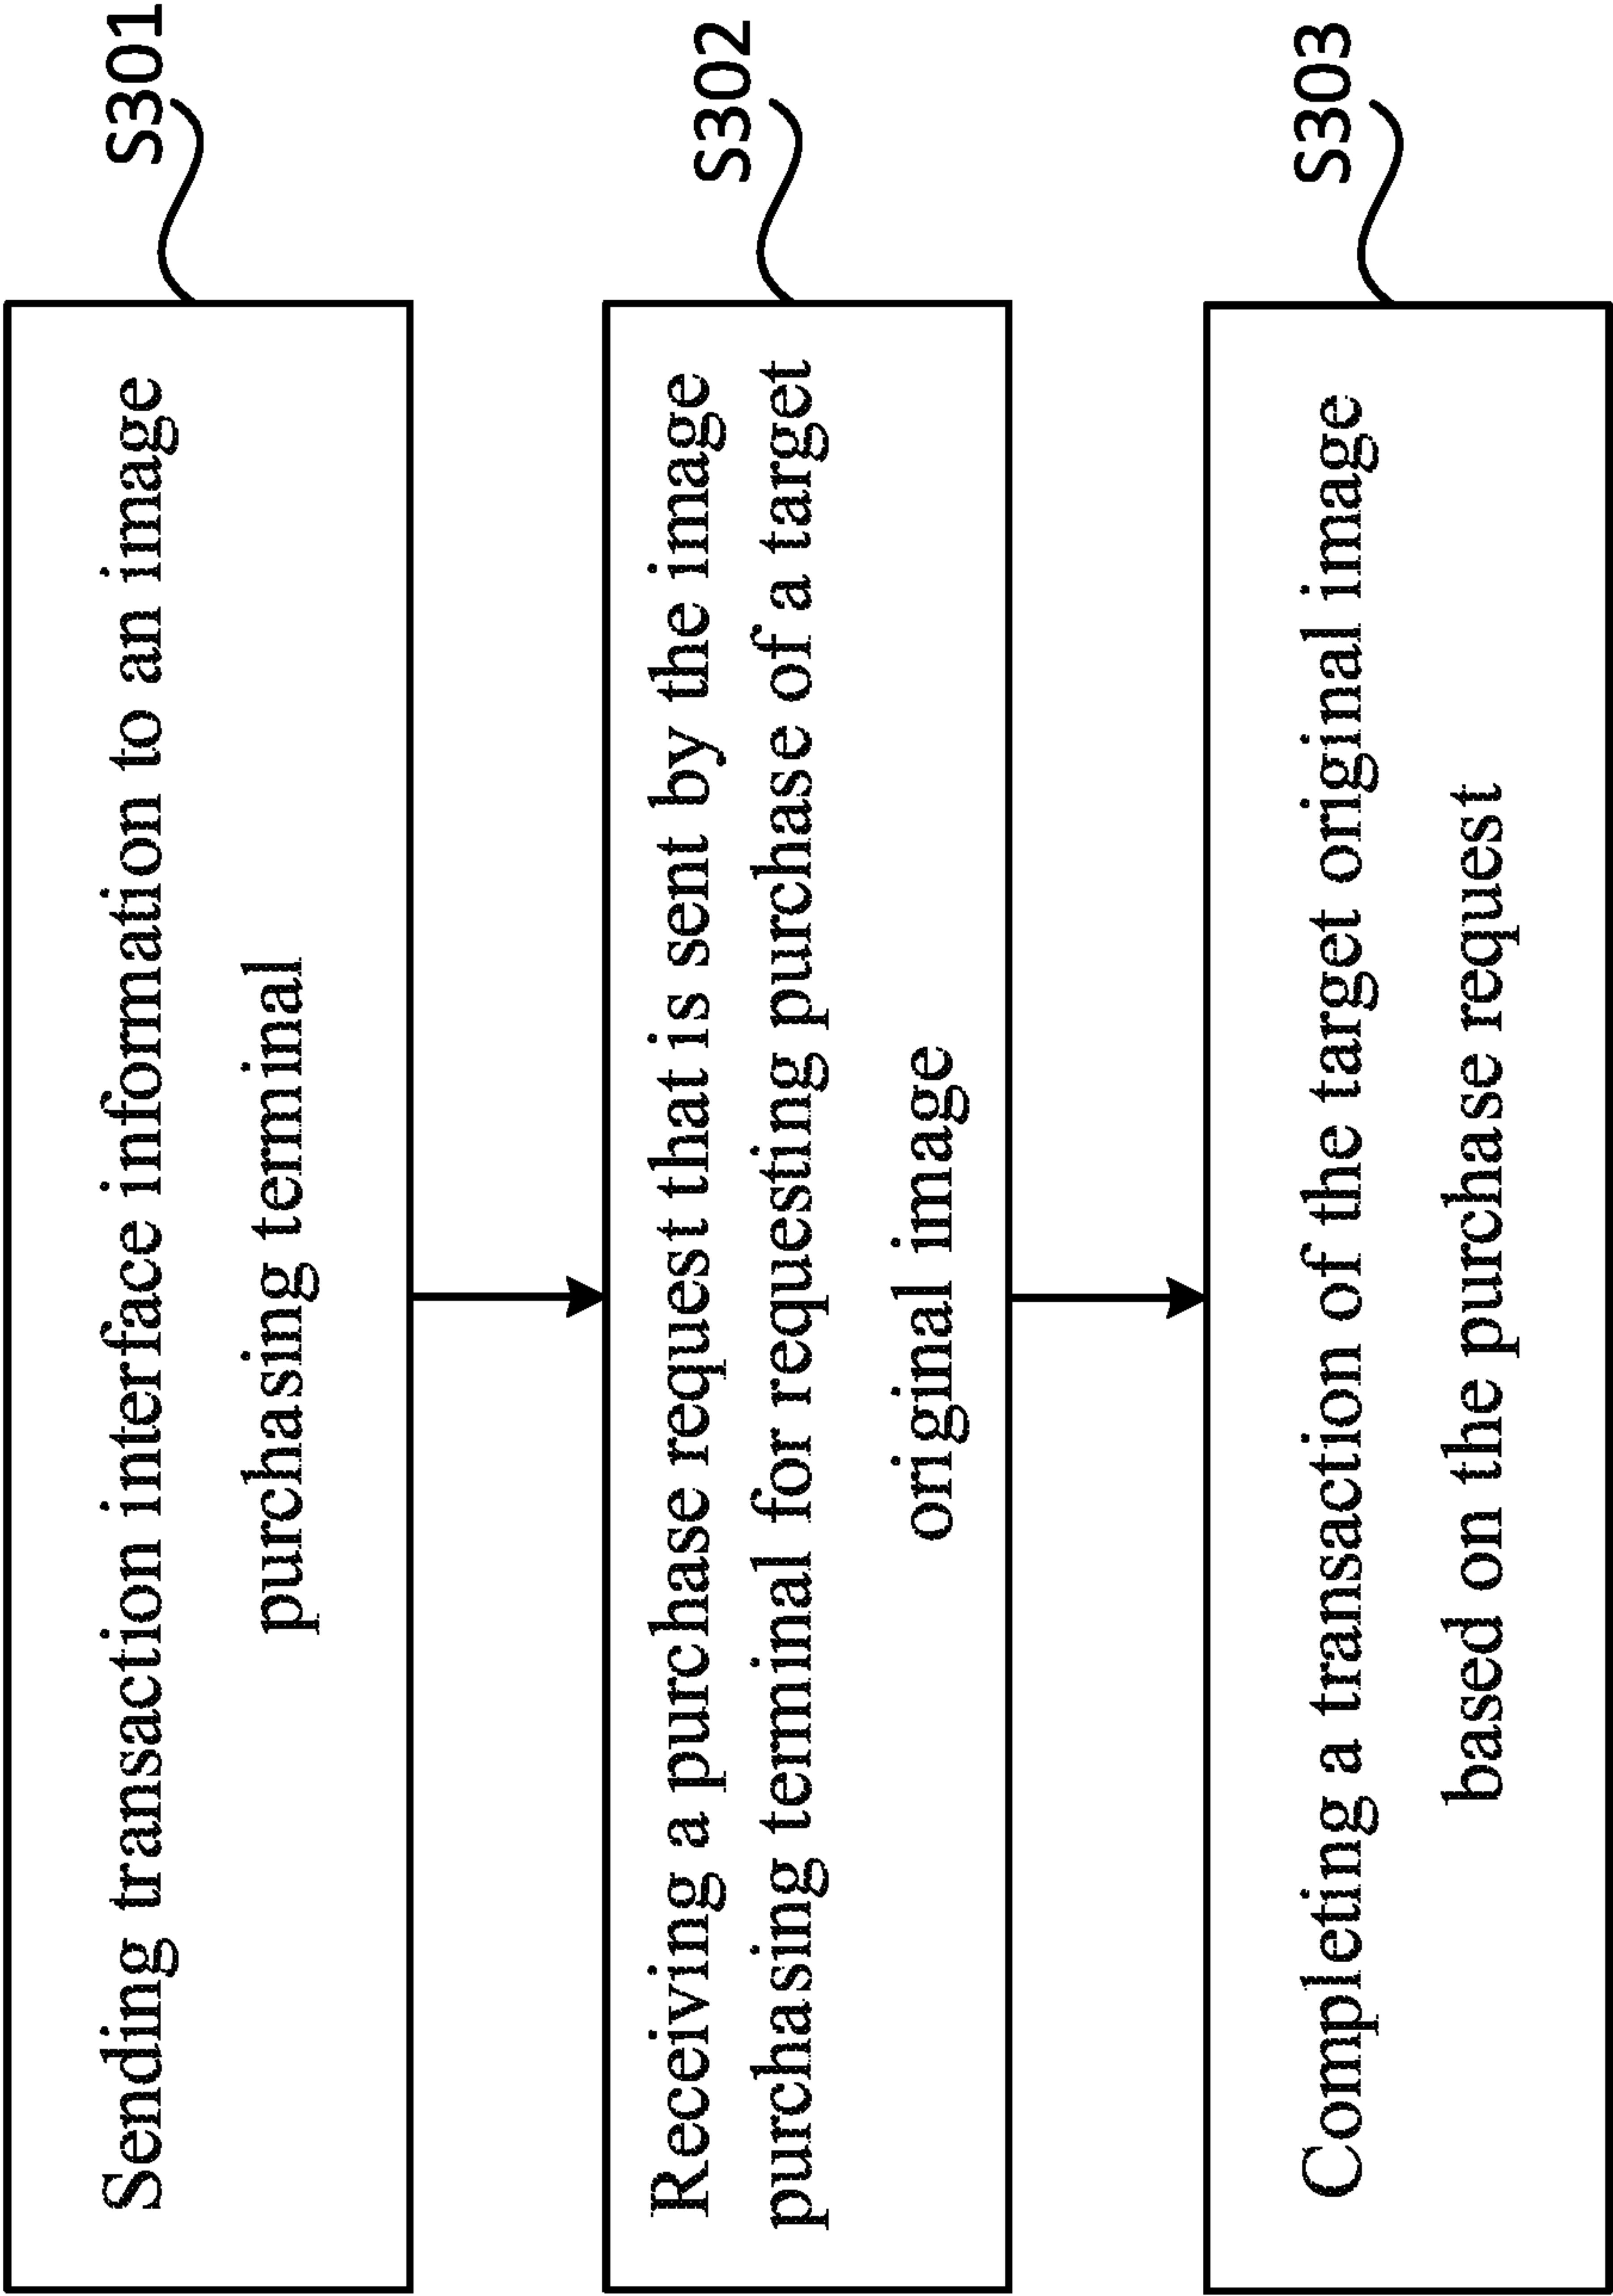 Sending transaction interface information to an image
purchasing terminal
S301
Receiving a purchase request that is sent by the image
purchasing terminal for requesting purchase of a target
original image
S302
Completing a transaction of the target original image
based on the purchase request
S303